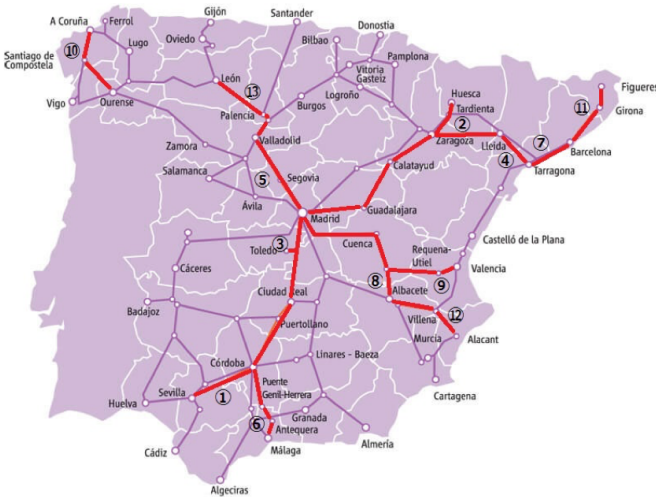 A Coruña
Ferrol
Gijón
Santander
Bilbao
Donostia
⑩
Lugo
Oviedo
Santiago de
Compostela
Vitoria
Gasteiz
Pamplona
León
⑬
Vigo
Ourense
Palencia
Burgos
Logroño
Huesca
Tardienta
Figueres
⑪
Girona
②
Zaragoza
Lleida
⑦
Barcelona
④
Tarragona
Valladolid
Zamora
Salamanca
⑤
Segovia
Calatayud
Ávila
Guadalajara
Madrid
③
Toledo
Cuenca
Requena-
Utiel
Castelló de la Plana
Valencia
⑨
⑧
Cáceres
Badajoz
Ciudad Real
Puertollano
Albacete
Villena
⑫
Murcia
Alacant
Linares - Baeza
Córdoba
Puente
Genil-Herrera
Cartagena
Huelva
Sevilla
①
⑥
Granada
Antequera
Almería
Málaga
Cádiz
Algeciras